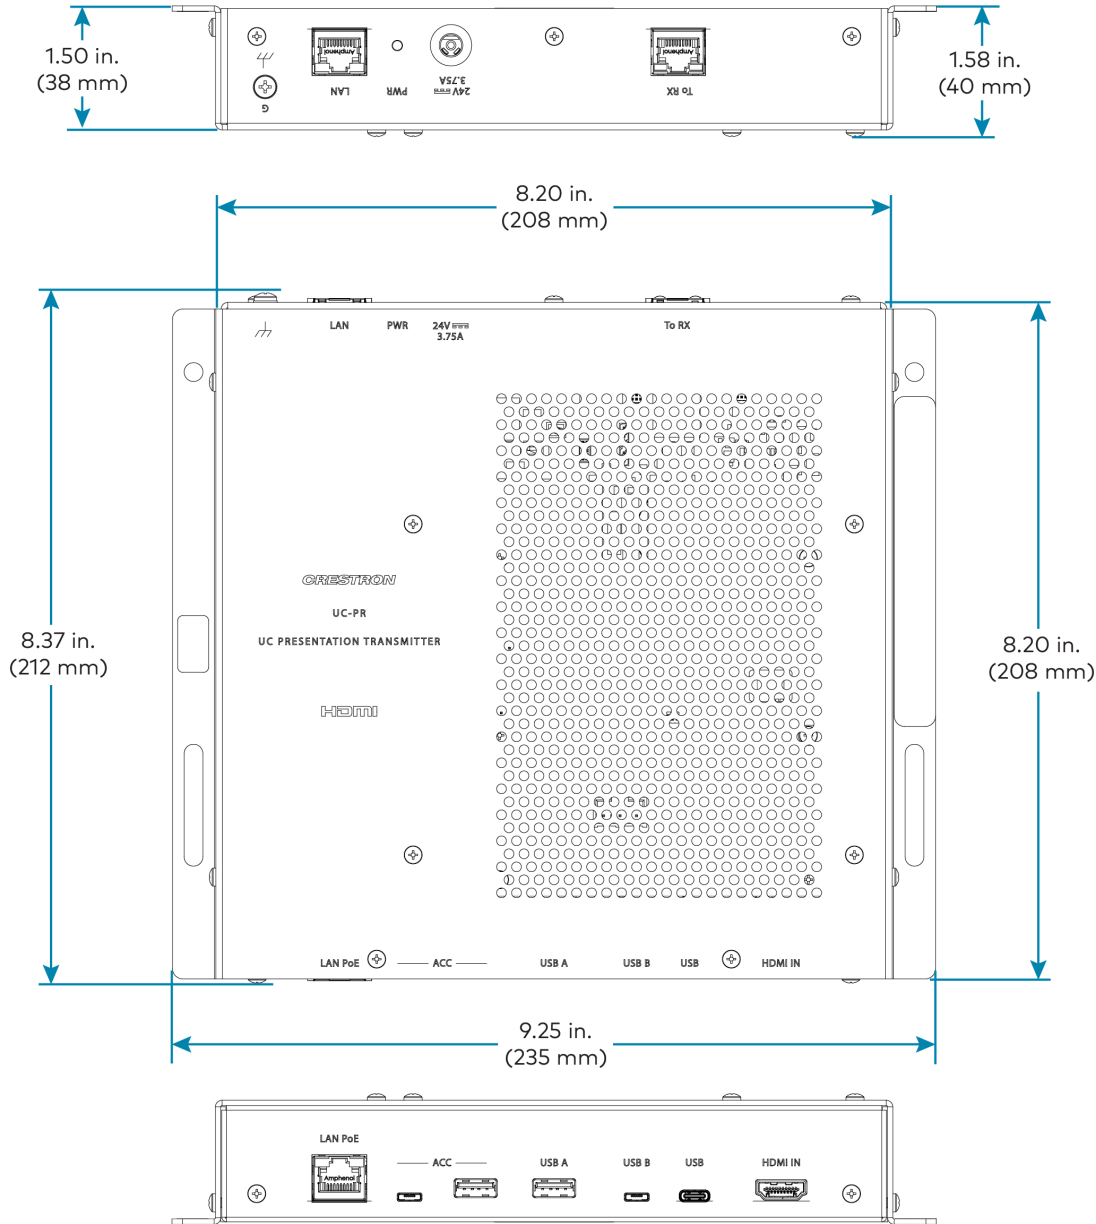 1.50 in.
(38 mm)
LAN
PWR
24V
3.75A
To RX
G
Amphenol
Amphenol
1.58 in.
(40 mm)
8.20 in.
(208 mm)
LAN
PWR
24V
3.75A
To RX
CRESTRON
UC-PR
UC PRESENTATION TRANSMITTER
HDMI
8.37 in.
(212 mm)
8.20 in.
(208 mm)
LAN PoE
ACC
USB A
USB B
USB
HDMI IN
9.25 in.
(235 mm)
LAN PoE
ACC
USB A
USB B
USB
HDMI IN
Amphenol